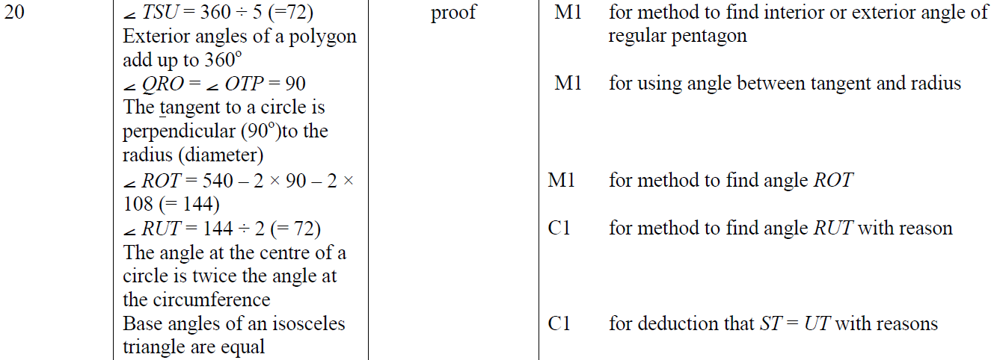 20 ∠ TSU = 360 ÷ 5 (=72) proof M1 for method to find interior or exterior angle of
Exterior angles of a polygon regular pentagon
add up to 360°
∠ QRO = ∠ OTP = 90 M1 for using angle between tangent and radius
The tangent to a circle is
perpendicular (90°)to the
radius (diameter)
∠ ROT = 540 – 2 × 90 – 2 × M1 for method to find angle ROT
108 (= 144)
∠ RUT = 144 ÷ 2 (= 72) C1 for method to find angle RUT with reason
The angle at the centre of a
circle is twice the angle at
the circumference
Base angles of an isosceles C1 for deduction that ST = UT with reasons
triangle are equal